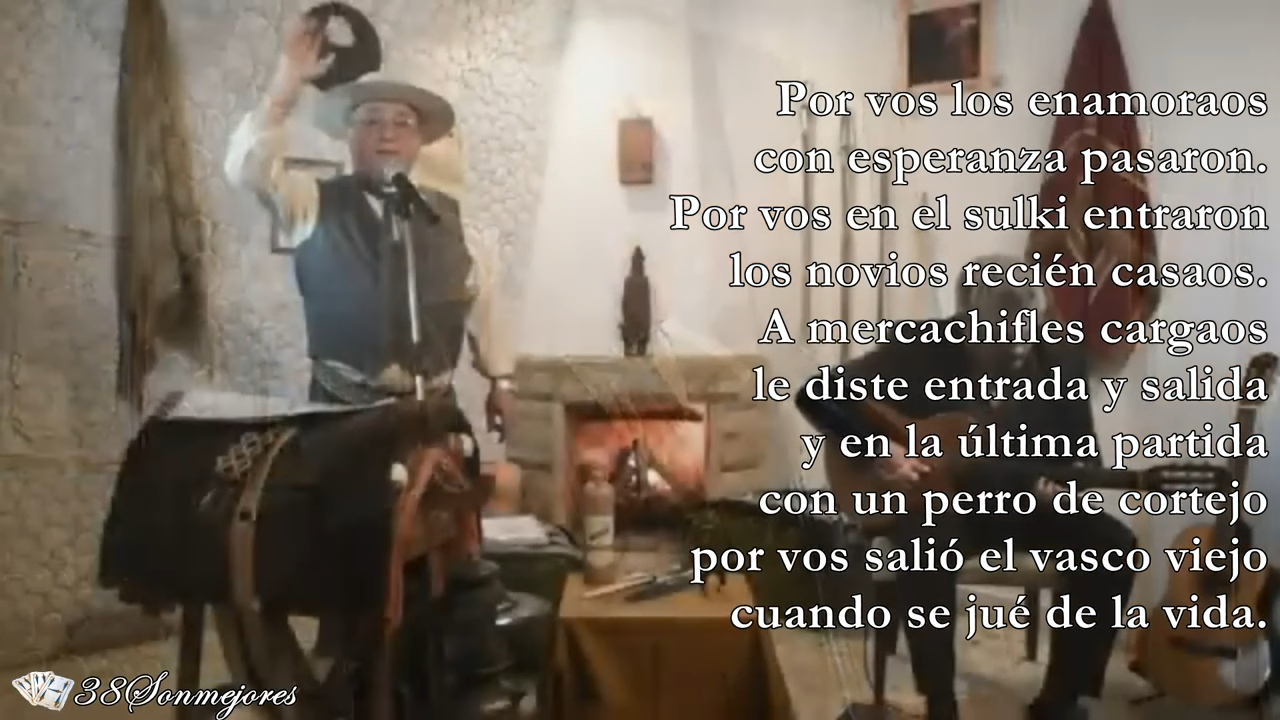 Por vos los enamoraos
con esperanza pasaron.
Por vos en el sulki entraron
los novios recién casaos.
A mercachifles cargaos
le diste entrada y salida
y en la última partida
con un perro de cortejo
por vos salió el vasco viejo
cuando se jué de la vida.
38Sonmejores